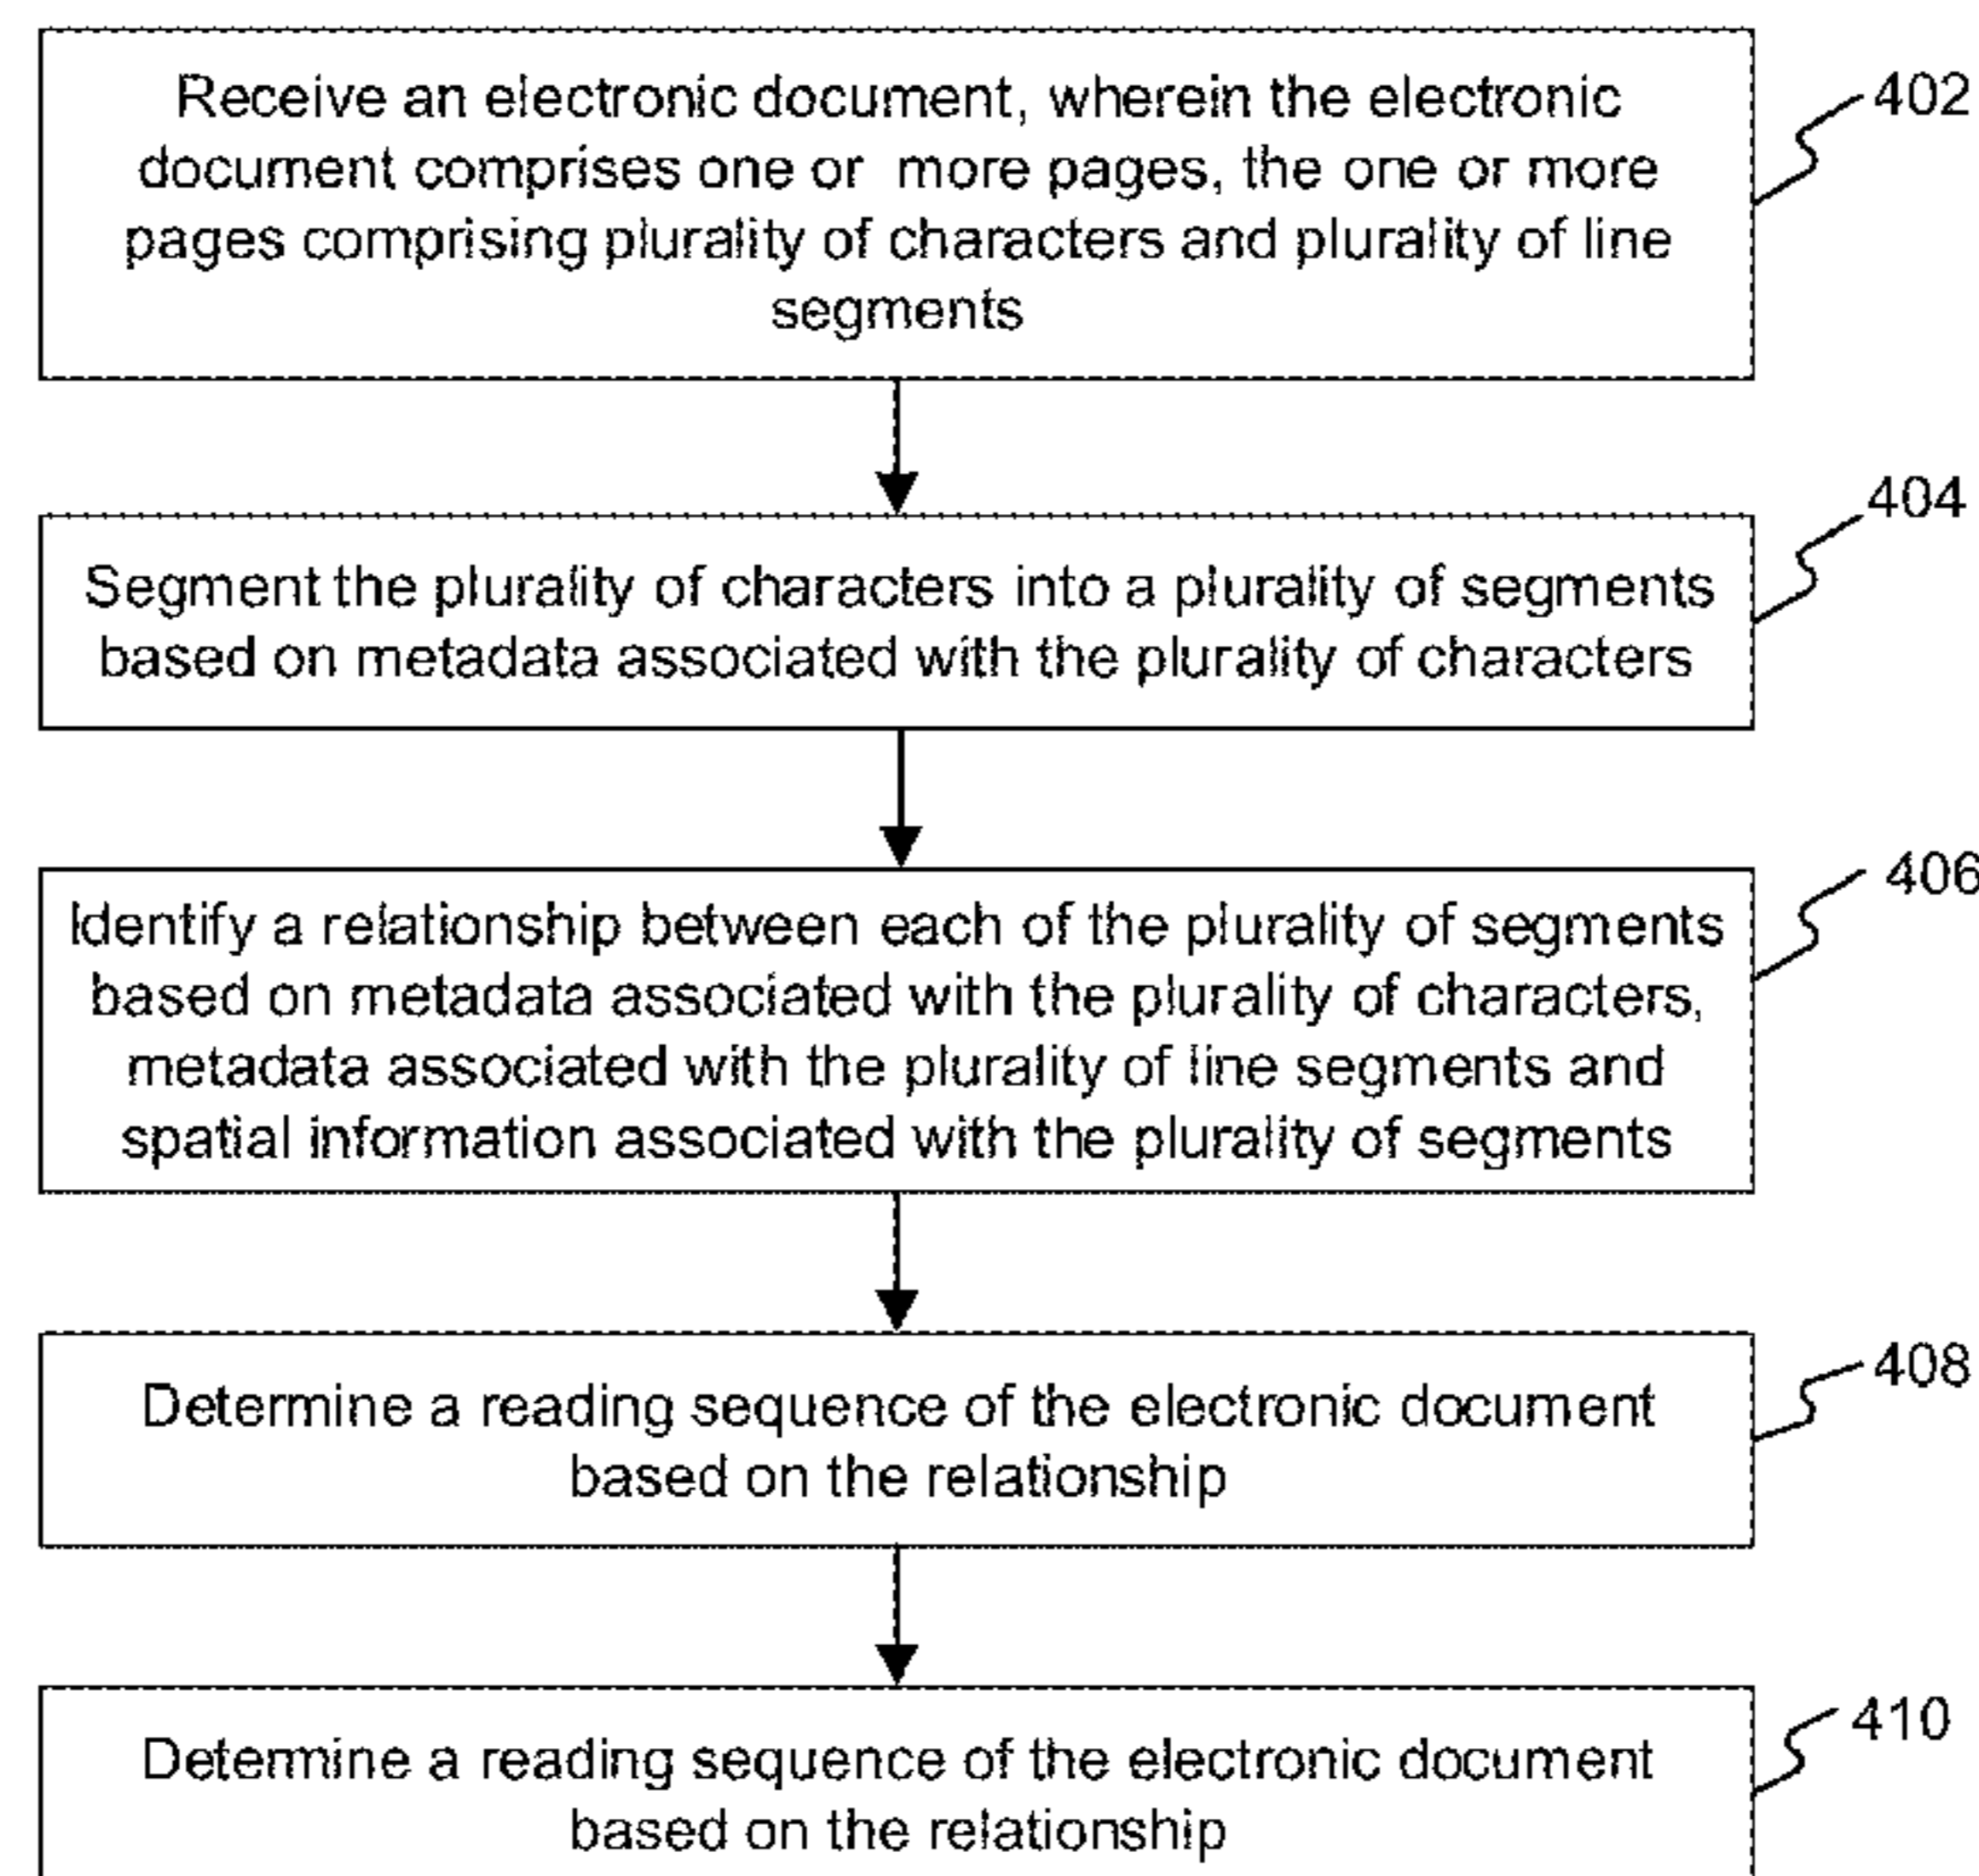 Receive an electronic document, wherein the electronic
document comprises one or more pages, the one or more
pages comprising plurality of characters and plurality of line
segments
402
Segment the plurality of characters into a plurality of segments
based on metadata associated with the plurality of characters
404
Identify a relationship between each of the plurality of segments
based on metadata associated with the plurality of characters,
metadata associated with the plurality of line segments and
spatial information associated with the plurality of segments
406
Determine a reading sequence of the electronic document
based on the relationship
408
Determine a reading sequence of the electronic document
based on the relationship
410